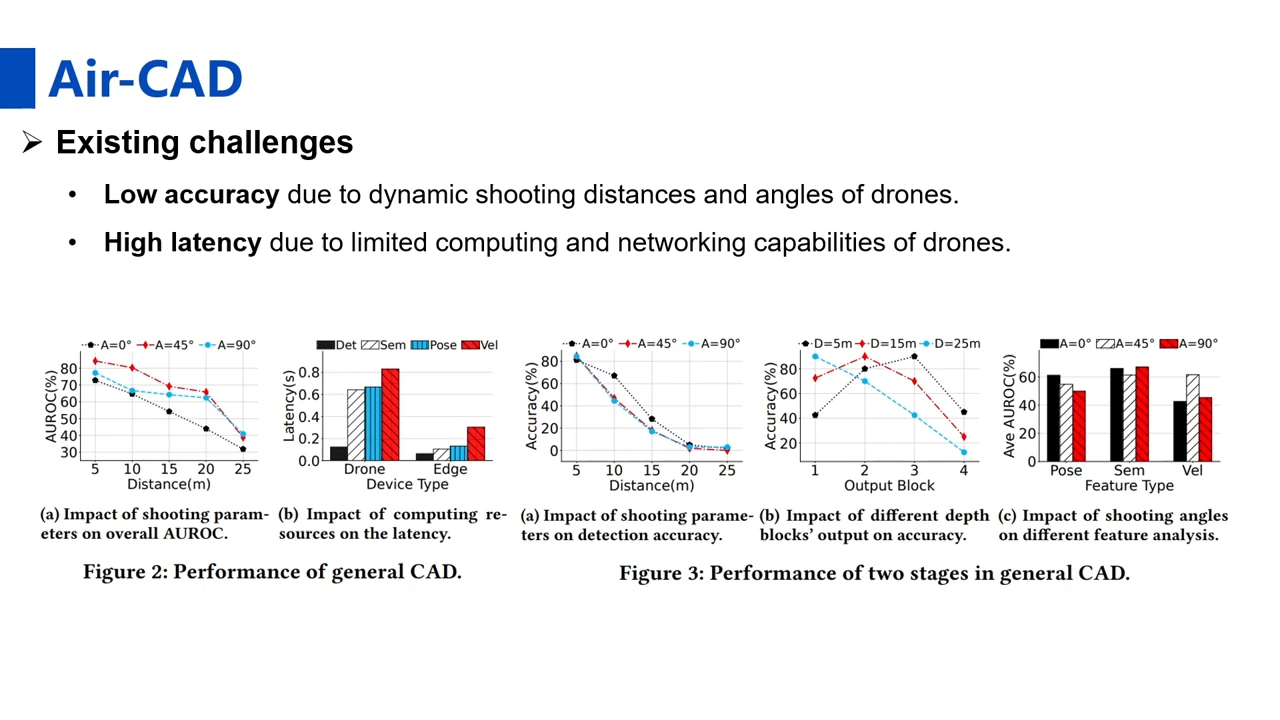 Air-CAD
➢ Existing challenges
• Low accuracy due to dynamic shooting distances and angles of drones.
• High latency due to limited computing and networking capabilities of drones.
A=0° A=45° A=90°
AUROC(%)
80
70
60
50
40
30
5 10 15 20 25
Distance(m)
(a) Impact of shooting param-
eters on overall AUROC.
Det Sem Pose Vel
Latency(s)
0.8
0.6
0.4
0.2
0.0
Drone Edge
Device Type
(b) Impact of computing re-
sources on the latency.
Figure 2: Performance of general CAD.
A=0° A=45° A=90°
Accuracy(%)
80
60
40
20
0
5 10 15 20 25
Distance(m)
(a) Impact of shooting parame-
ters on detection accuracy.
D=5m D=15m D=25m
Accuracy(%)
80
60
40
20
1 2 3 4
Output Block
(b) Impact of different depth
blocks' output on accuracy.
A=0° A=45° A=90°
Ave AUROC(%)
60
40
20
0
Pose Sem Vel
Feature Type
(c) Impact of shooting angles
on different feature analysis.
Figure 3: Performance of two stages in general CAD.